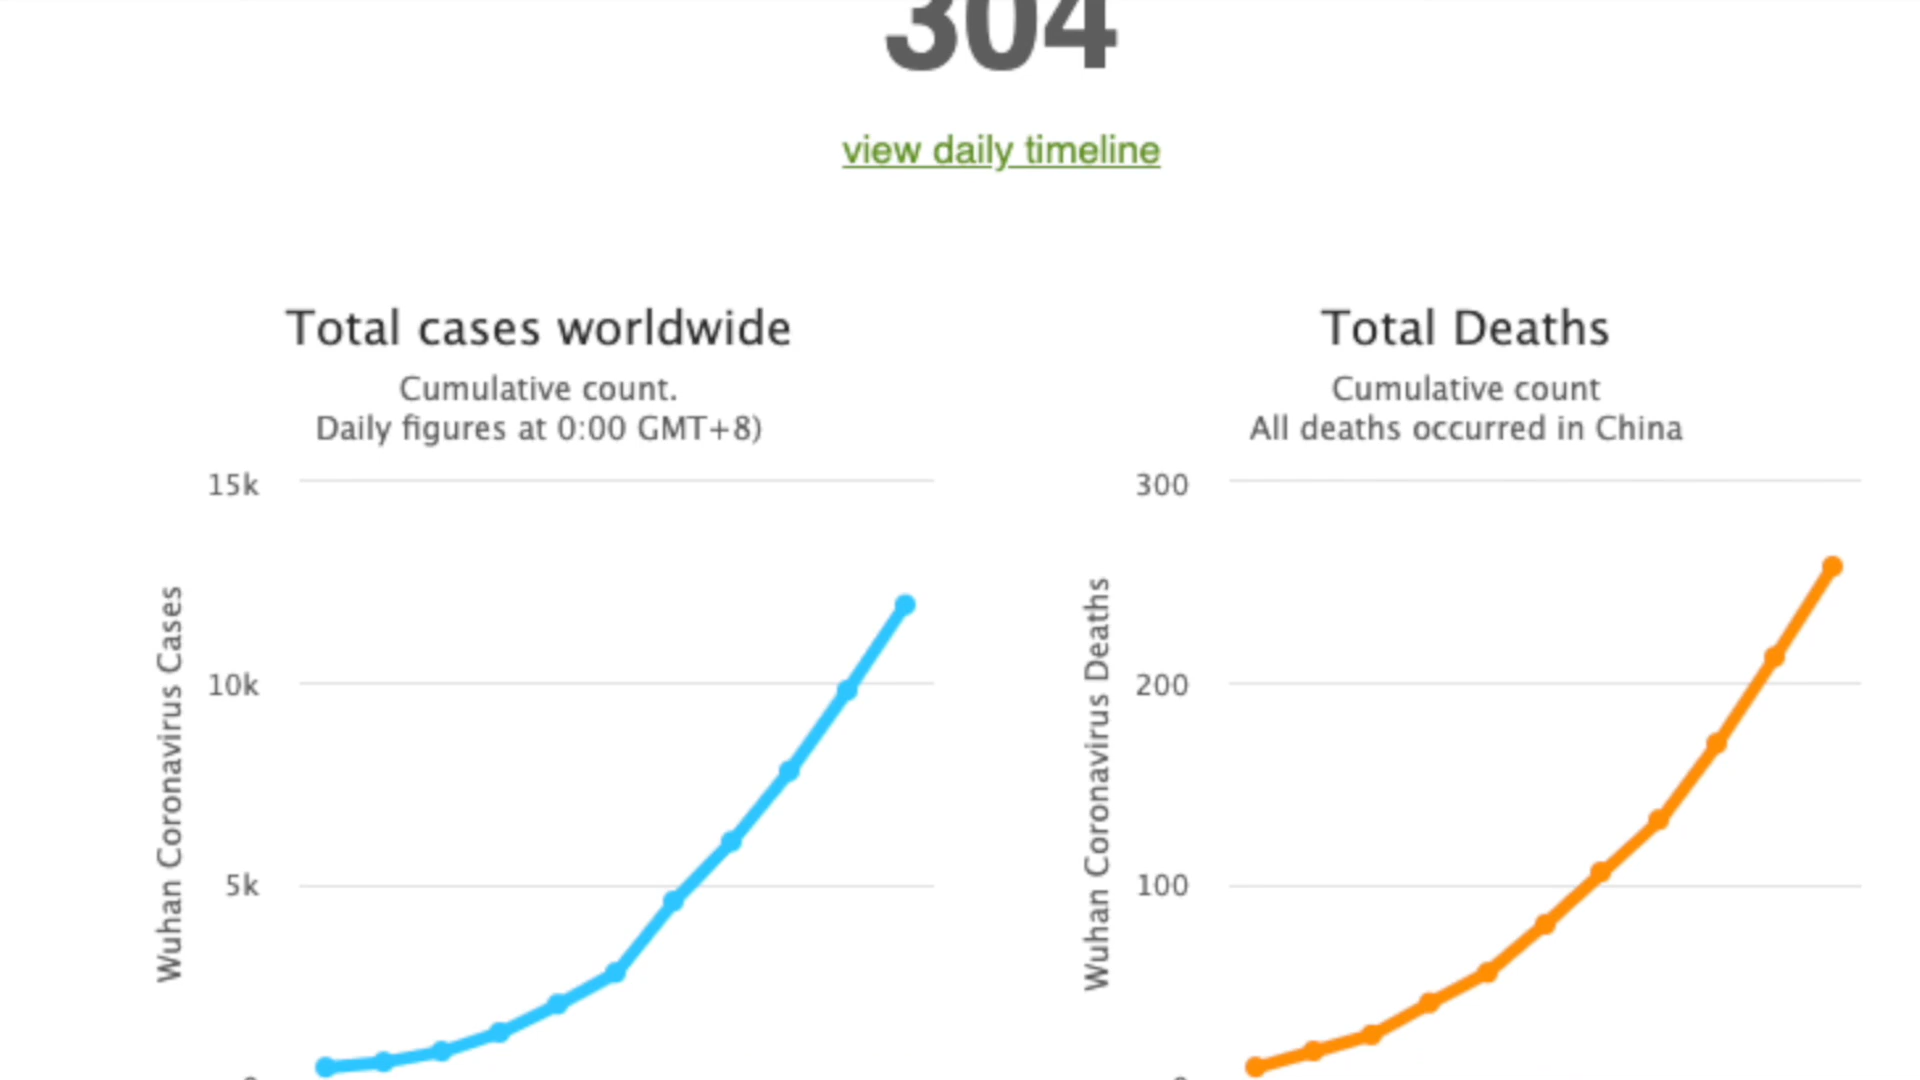 304
view daily timeline
Total cases worldwide
Cumulative count.
Daily figures at 0:00 GMT+8)
15k
10k
5k
Wuhan Coronavirus Cases
Total Deaths
Cumulative count
All deaths occurred in China
300
200
100
Wuhan Coronavirus Deaths